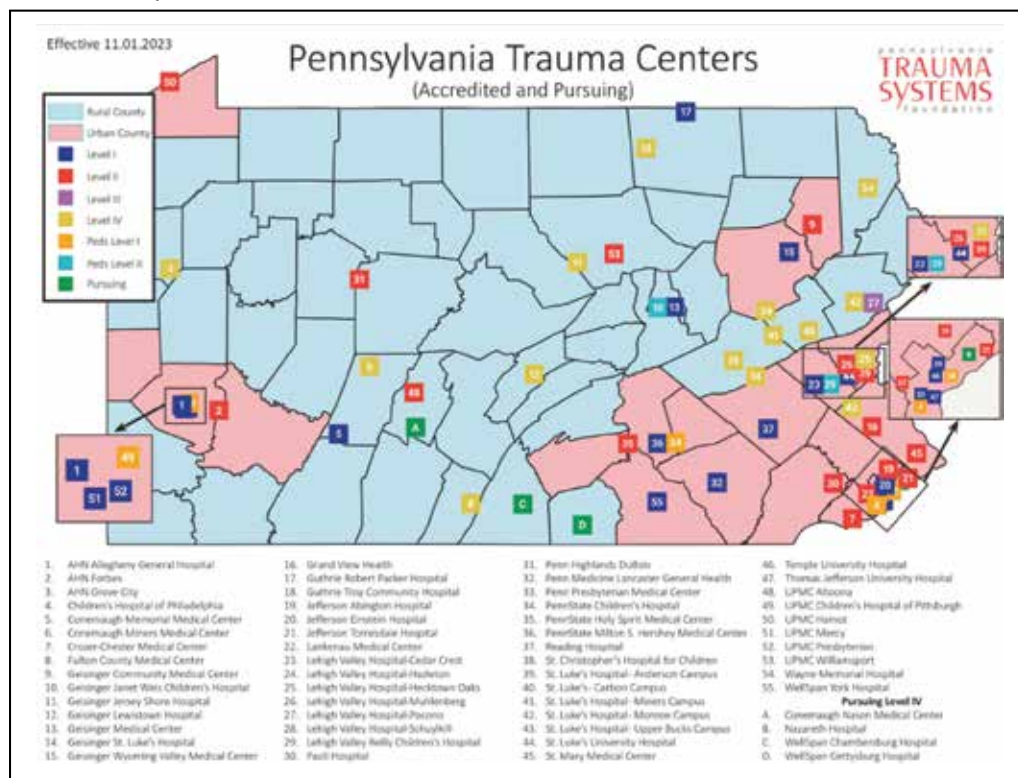 Effective 11.01.2023
Pennsylvania Trauma Centers
(Accredited and Pursuing)
pennsylvania
TRAUMA
SYSTEMS
foundation
Rural County
Urban County
Level I
Level II
Level III
Level IV
Peds Level I
Peds Level II
Pursuing
1. AHN Allegheny General Hospital
2. AHN Forbes
3. AHN Grove City
4. Children's Hospital of Philadelphia
5. Conemaugh Memorial Medical Center
6. Conemaugh Miners Medical Center
7. Crozer-Chester Medical Center
8. Fulton County Medical Center
9. Geisinger Community Medical Center
10. Geisinger Janet Weis Children's Hospital
11. Geisinger Jersey Shore Hospital
12. Geisinger Lewistown Hospital
13. Geisinger Medical Center
14. Geisinger St. Luke's Hospital
15. Geisinger Wyoming Valley Medical Center
16. Grand View Health
17. Guthrie Robert Packer Hospital
18. Guthrie Troy Community Hospital
19. Jefferson Abington Hospital
20. Jefferson Einstein Hospital
21. Jefferson Torresdale Hospital
22. Lankenau Medical Center
23. Lehigh Valley Hospital-Cedar Crest
24. Lehigh Valley Hospital-Hazleton
25. Lehigh Valley Hospital-Hecktown Oaks
26. Lehigh Valley Hospital-Muhlenberg
27. Lehigh Valley Hospital-Pocono
28. Lehigh Valley Hospital-Schuylkill
29. Lehigh Valley Reilly Children's Hospital
30. Paoli Hospital
31. Penn Highlands DuBois
32. Penn Medicine Lancaster General Health
33. Penn Presbyterian Medical Center
34. PennState Children's Hospital
35. PennState Holy Spirit Medical Center
36. PennState Milton S. Hershey Medical Center
37. Reading Hospital
38. St. Christopher's Hospital for Children
39. St. Luke's Hospital- Anderson Campus
40. St. Luke's- Carbon Campus
41. St. Luke's Hospital- Miners Campus
42. St. Luke's Hospital- Monroe Campus
43. St. Luke's Hospital- Upper Bucks Campus
44. St. Luke's University Hospital
45. St. Mary Medical Center
46. Temple University Hospital
47. Thomas Jefferson University Hospital
48. UPMC Altoona
49. UPMC Children's Hospital of Pittsburgh
50. UPMC Hamot
51. UPMC Mercy
52. UPMC Presbyterian
53. UPMC Williamsport
54. Wayne Memorial Hospital
55. WellSpan York Hospital
Pursuing Level IV
A. Conemaugh Nason Medical Center
B. Nazareth Hospital
C. WellSpan Chambersburg Hospital
D. WellSpan Gettysburg Hospital